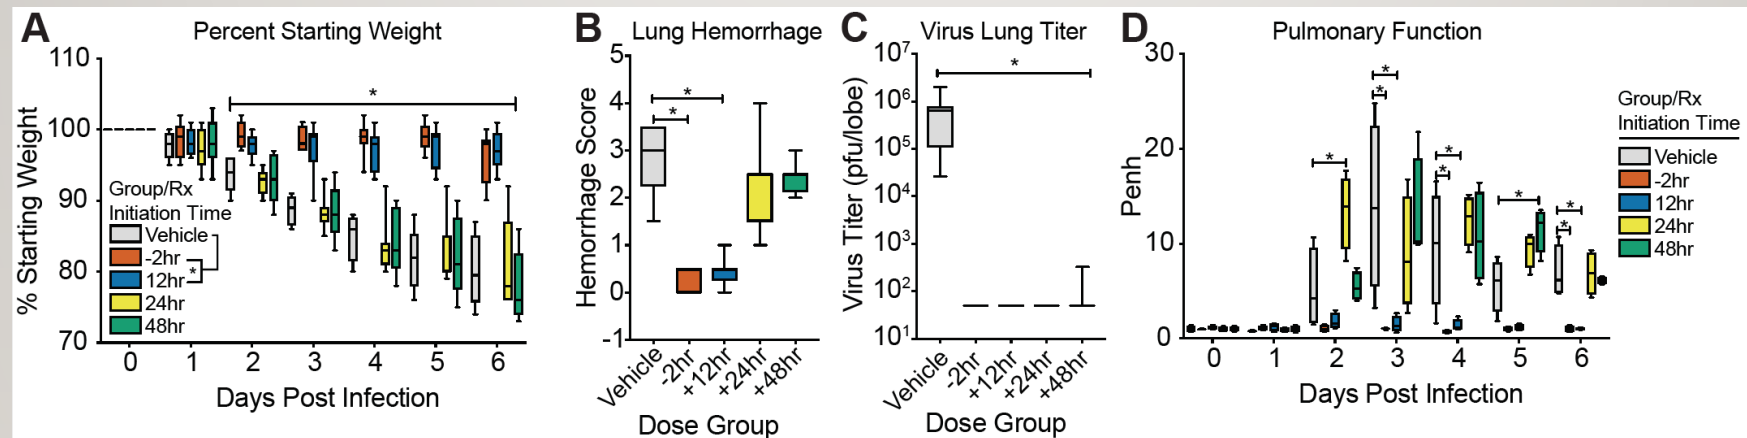 A
Percent Starting Weight
110
100
90
80
70
% Starting Weight
*
Group/Rx
Initiation Time
Vehicle
-2hr
12hr
*
24hr
48hr
0 1 2 3 4 5 6
Days Post Infection
B
Lung Hemorrhage
5
4
3
2
1
0
-1
Hemorrhage Score
*
*
Vehicle
-2hr
+12hr
+24hr
+48hr
Dose Group
C
Virus Lung Titer
10⁷
10⁶
10⁵
10⁴
10³
10²
10¹
Virus Titer (pfu/lobe)
*
Vehicle
-2hr
+12hr
+24hr
+48hr
Dose Group
D
Pulmonary Function
30
20
10
0
Penh
*
*
*
*
*
*
*
*
0 1 2 3 4 5 6
Days Post Infection
Group/Rx
Initiation Time
Vehicle
-2hr
12hr
24hr
48hr